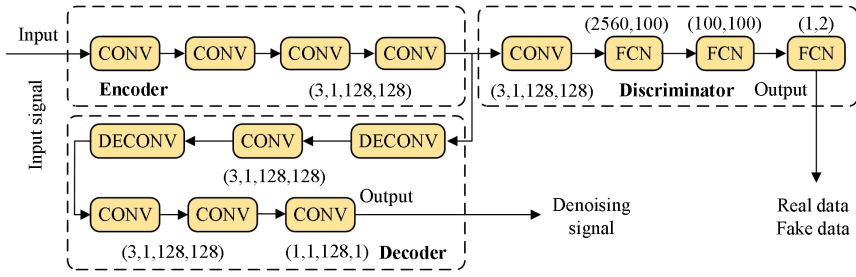 Input
CONV
CONV
CONV
CONV
Encoder
(3,1,128,128)
CONV
(3,1,128,128)
(2560,100)
FCN
(100,100)
FCN
(1,2)
FCN
Discriminator
Output
Input signal
DECONV
CONV
DECONV
(3,1,128,128)
CONV
CONV
CONV
Output
(3,1,128,128)
(1,1,128,1)
Decoder
Denoising
signal
Real data
Fake data